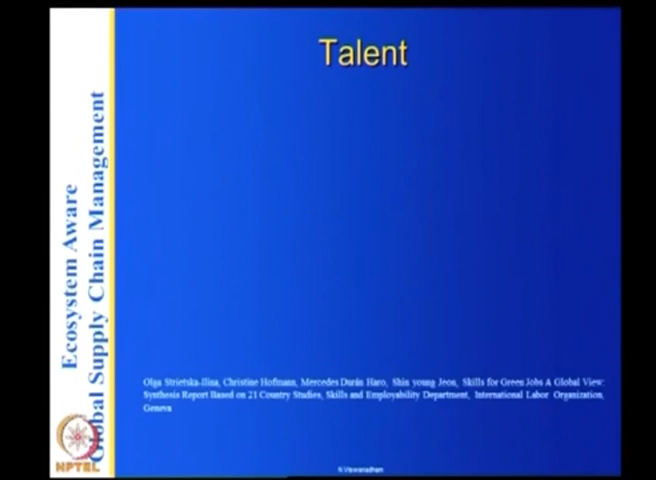 Talent
Ecosystem Aware
Global Supply Chain Management
Olga Strietska-Ilina, Christine Hofmann, Mercedes Durán Haro, Shin young Jeon, Skills for Green Jobs A Global View:
Synthesis Report Based on 21 Country Studies, Skills and Employability Department, International Labor Organization,
Geneva
NPTEL
N.Viswanadham